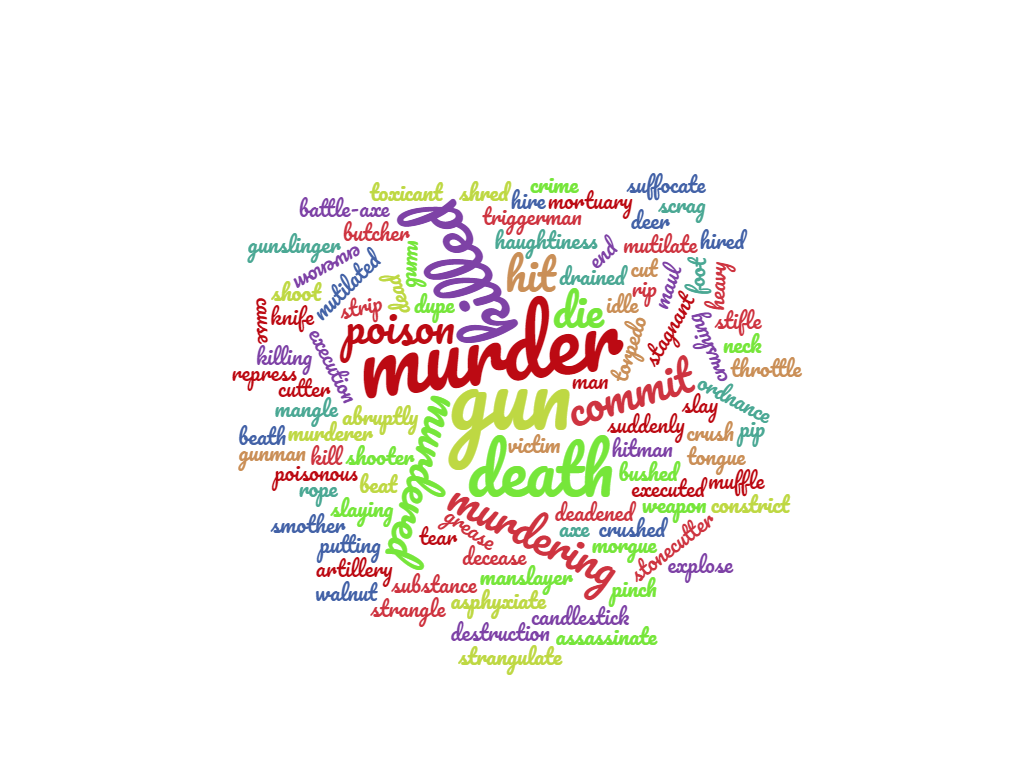 toxicant
shred
crime
suffocate
battle-axe
hire
mortuary
scrag
triggerman
deer
butcher
haughtiness
end
mutilate
hired
gunslinger
envenom
mutilated
numb
hit
drained
cut
rip
maul
foot
heavy
shoot
dead
cause
knife
strip
dupe
die
idle
torpedo
stagnant
crushing
stifle
poison
murder
neck
killing
execution
throttle
repress
cutter
man
commit
ordnance
gun
mangle
abruptly
murdered
slay
suddenly
beath
murderer
victim
hitman
crush
pip
gunman
kill
shooter
death
tongue
poisonous
bushed
rope
beat
executed
muffle
slaying
murdering
deadened
weapon
constrict
smother
grease
axe
crushed
stonecutter
putting
tear
morgue
artillery
decease
explose
walnut
substance
manslayer
pinch
strangle
asphyxiate
candlestick
destruction
assassinate
strangulate